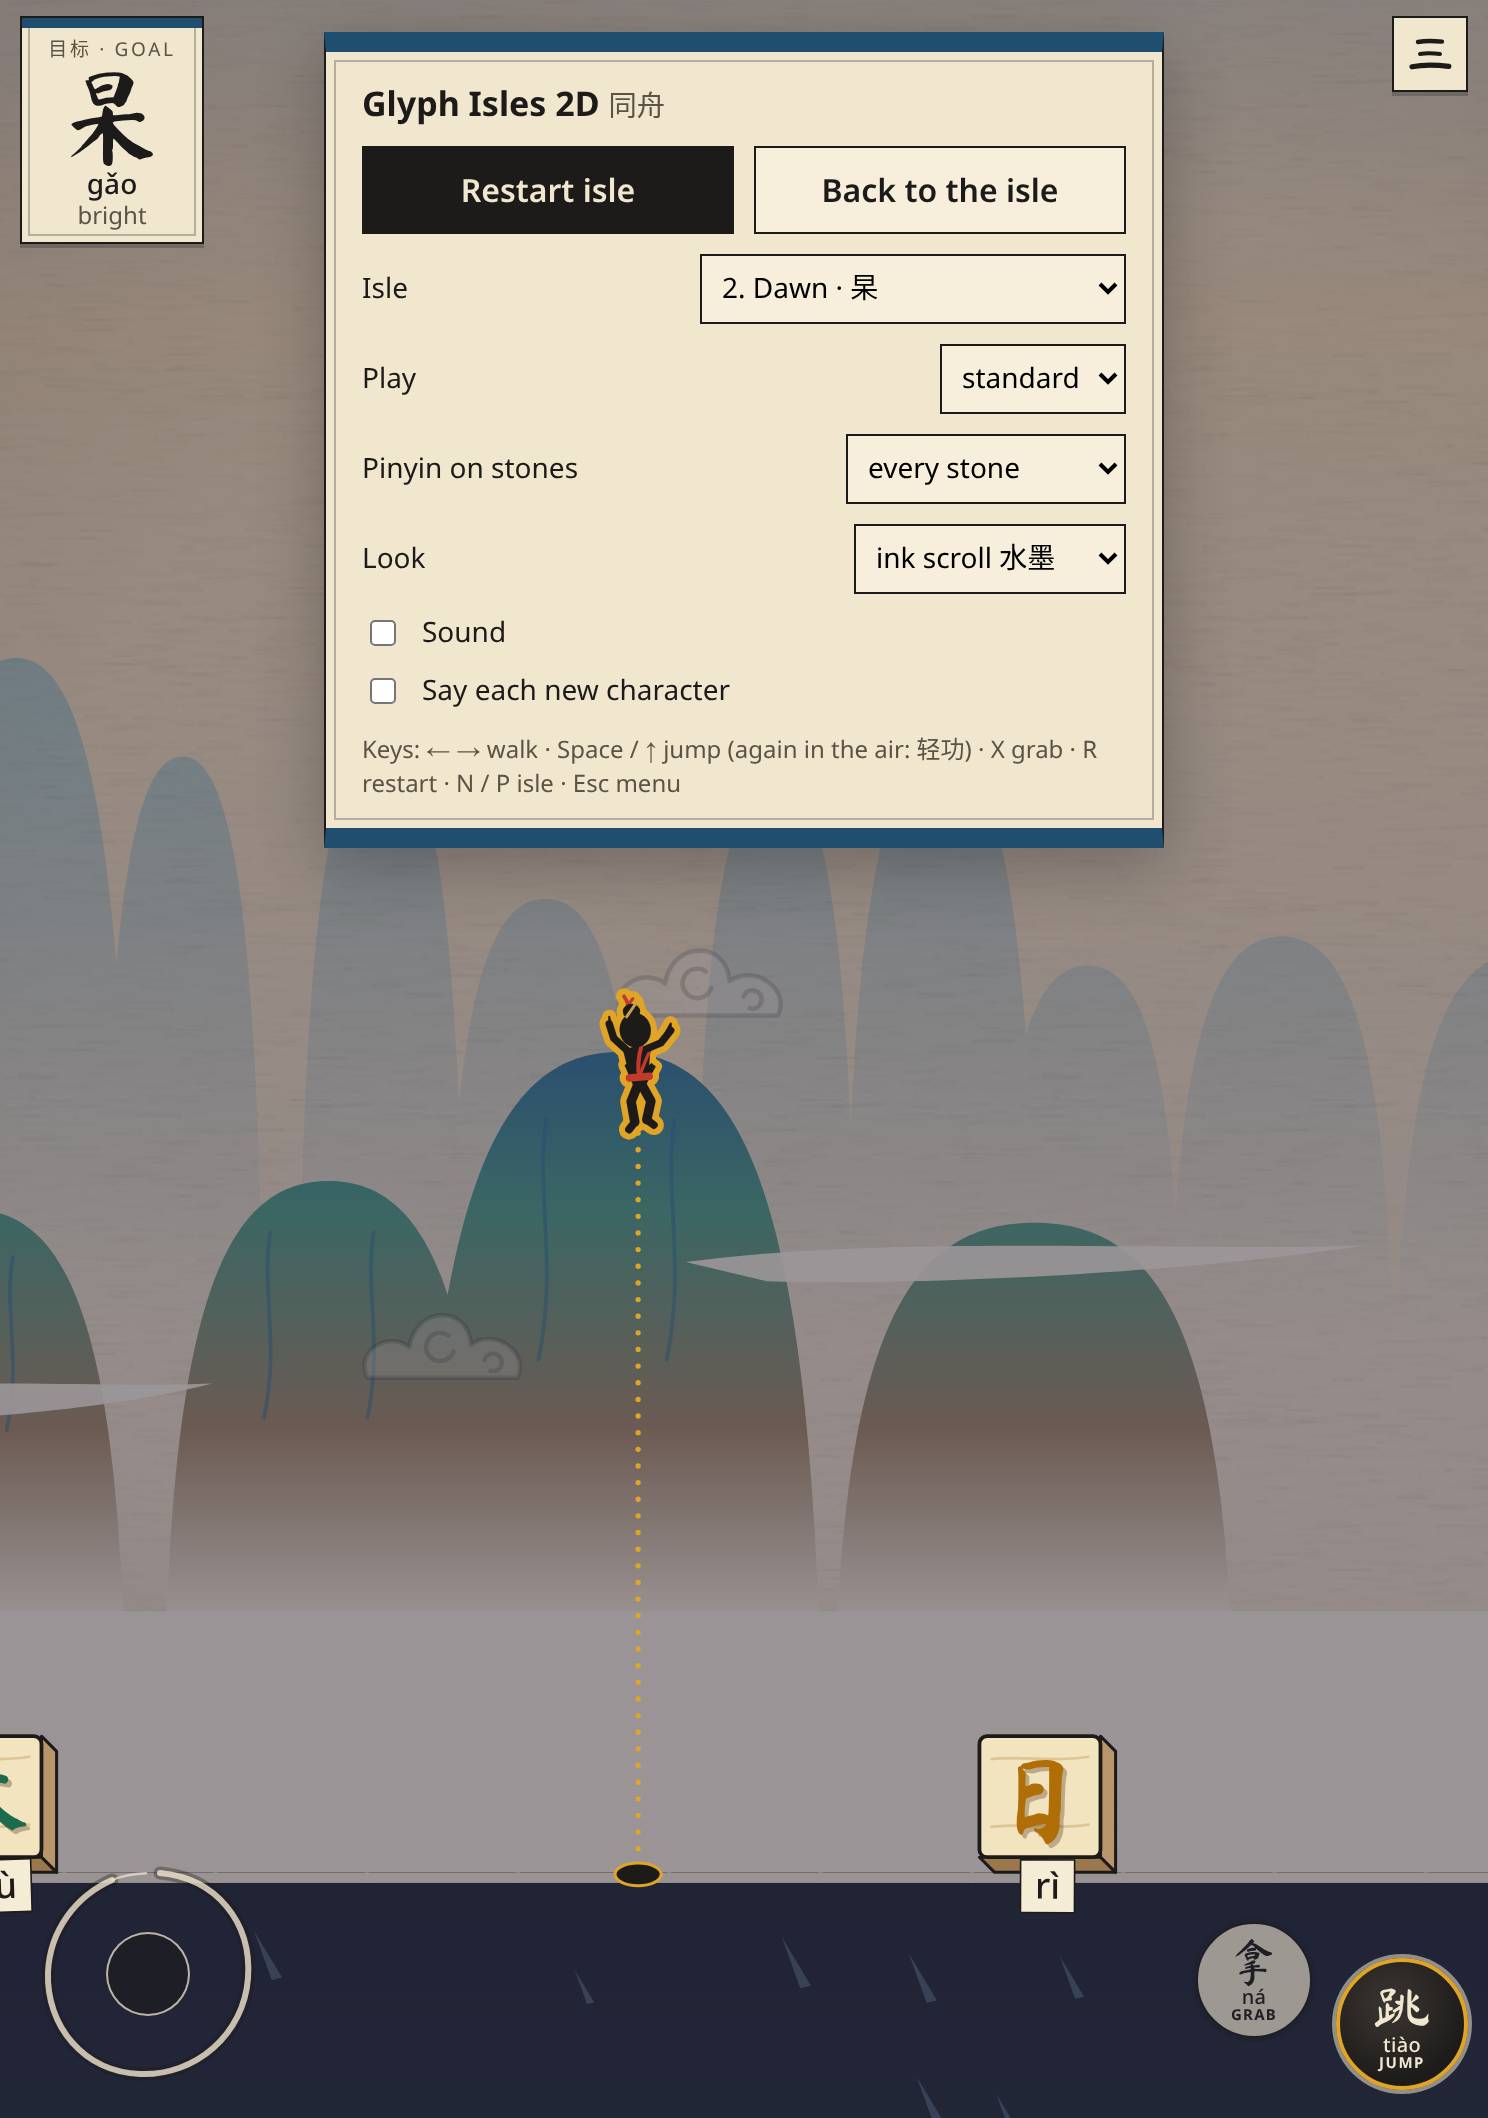 目标 · GOAL
杲
gǎo
bright
三
Glyph Isles 2D 同舟
Restart isle
Back to the isle
Isle
2. Dawn · 杲
Play
standard
Pinyin on stones
every stone
Look
ink scroll 水墨
Sound
Say each new character
Keys: ←→ walk · Space / ↑ jump (again in the air: 轻功) · X grab · R
restart · N / P isle · Esc menu
日
ù
rì
拿
ná
GRAB
跳
tiào
JUMP